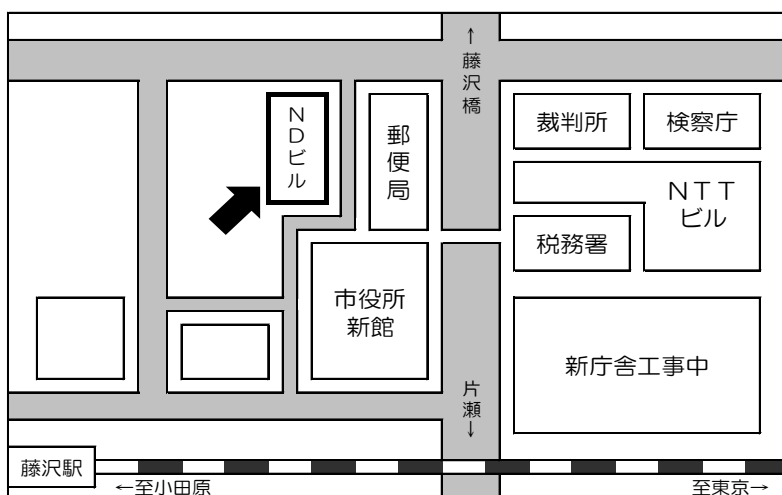 ↑藤沢橋
NDビル
郵便局
裁判所
検察庁
NTT
ビル
税務署
市役所
新館
新庁舎工事中
片瀬↓
藤沢駅
←至小田原
至東京→